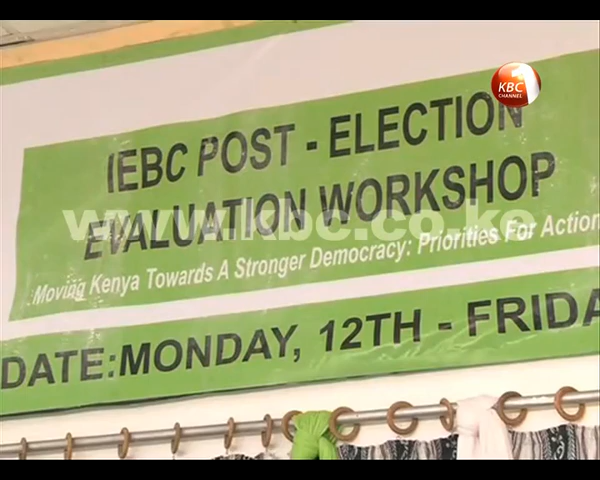 KBC
CHANNEL
1
IEBC POST - ELECTION
EVALUATION WORKSHOP
www.kbc.co.ke
Moving Kenya Towards A Stronger Democracy: Priorities For Action
DATE:MONDAY, 12TH - FRIDA